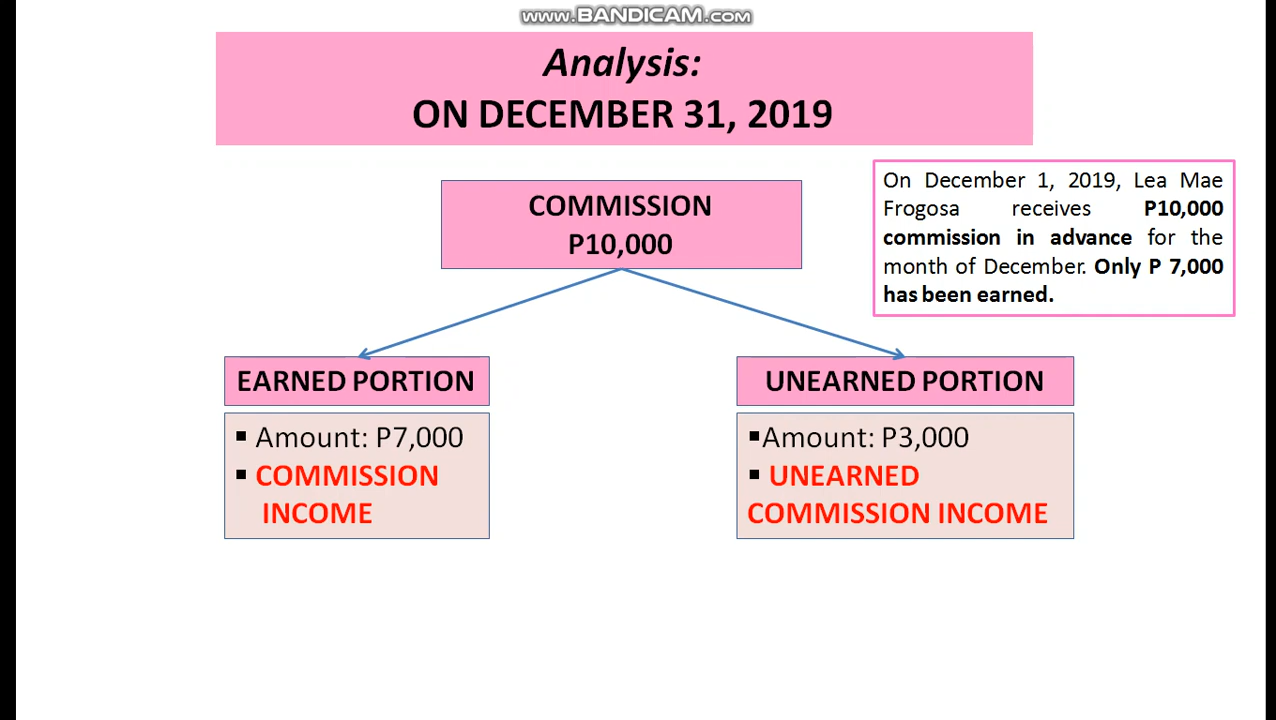 www.BANDICAM.com
Analysis:
ON DECEMBER 31, 2019
COMMISSION
P10,000
On December 1, 2019, Lea Mae
Frogosa receives P10,000
commission in advance for the
month of December. Only P 7,000
has been earned.
EARNED PORTION
▪ Amount: P7,000
▪ COMMISSION
INCOME
UNEARNED PORTION
▪Amount: P3,000
▪ UNEARNED
COMMISSION INCOME